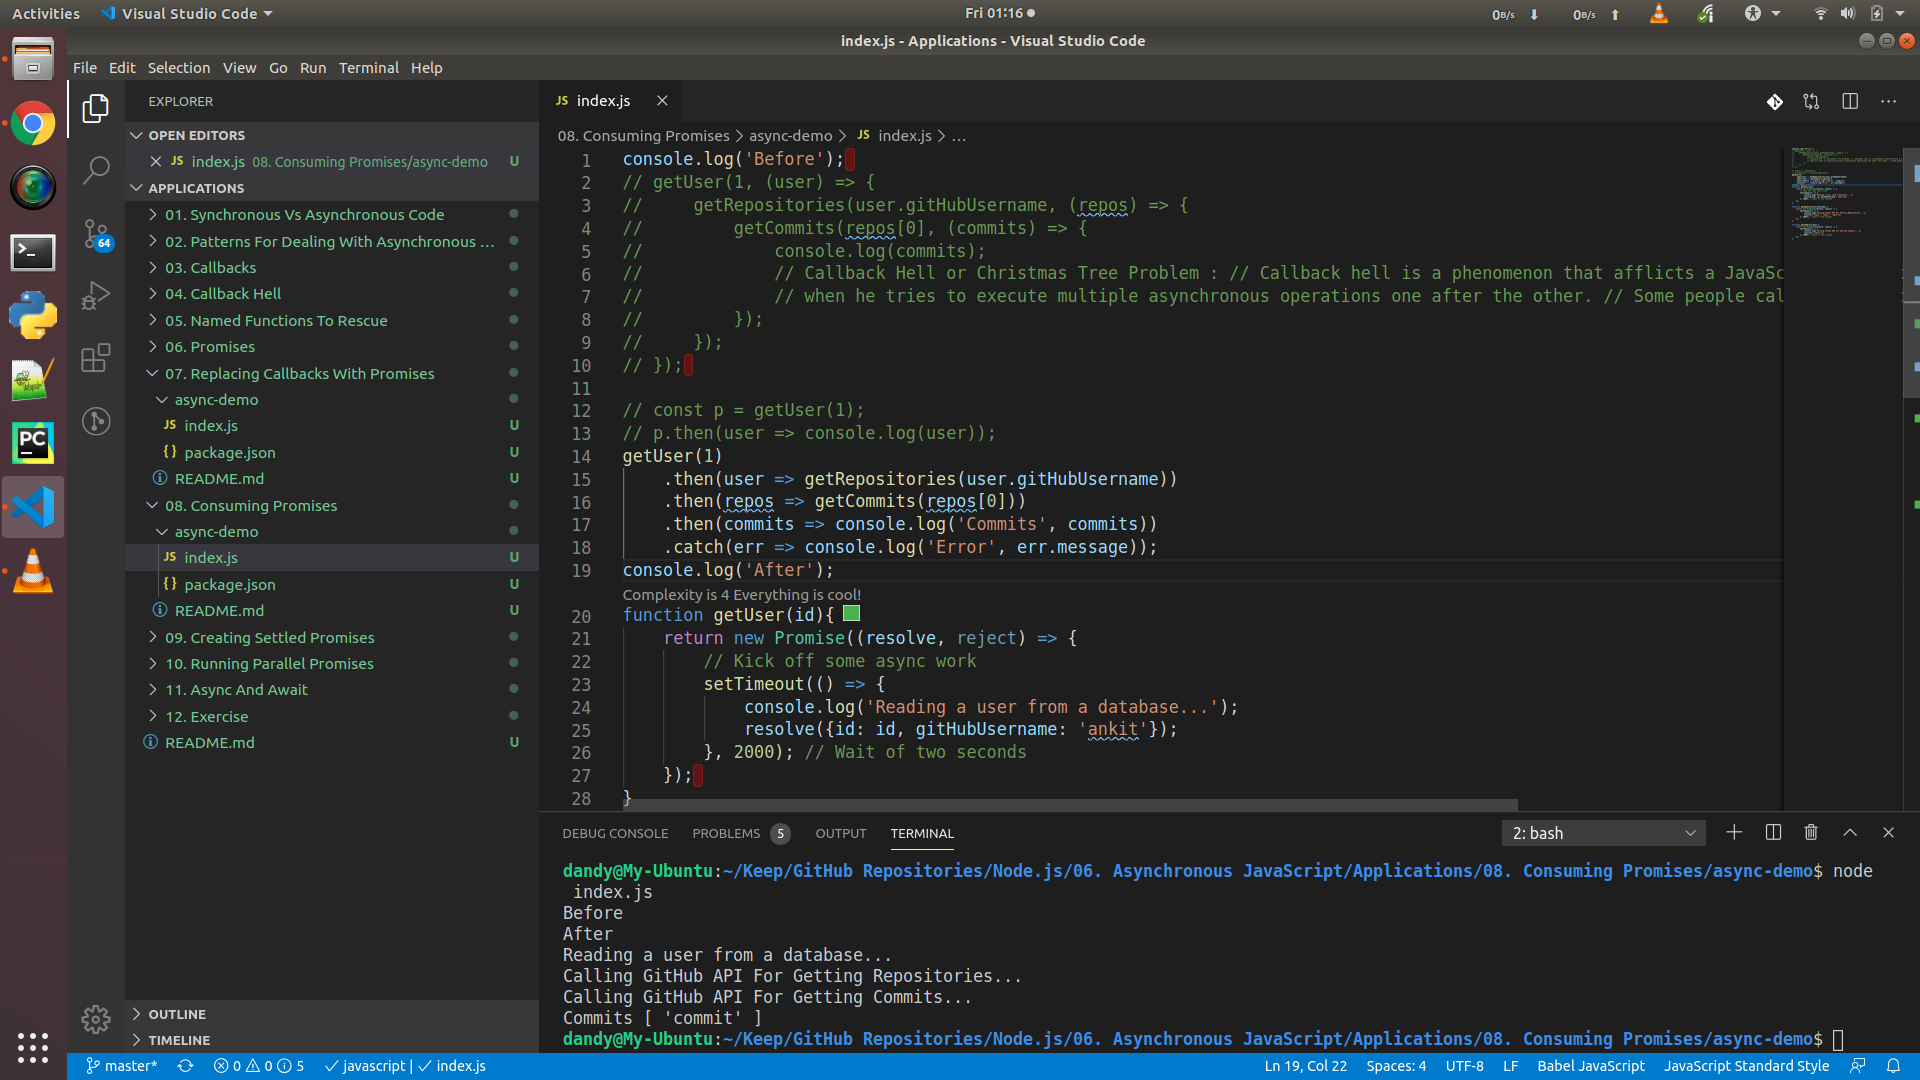 Activities Visual Studio Code Fri 01:16 0B/s 0B/s
index.js - Applications - Visual Studio Code
File Edit Selection View Go Run Terminal Help
EXPLORER
OPEN EDITORS
JS index.js 08. Consuming Promises/async-demo U
APPLICATIONS
01. Synchronous Vs Asynchronous Code
02. Patterns For Dealing With Asynchronous ...
03. Callbacks
04. Callback Hell
05. Named Functions To Rescue
06. Promises
07. Replacing Callbacks With Promises
async-demo
JS index.js U
{} package.json U
README.md U
08. Consuming Promises
async-demo
JS index.js U
{} package.json U
README.md U
09. Creating Settled Promises
10. Running Parallel Promises
11. Async And Await
12. Exercise
README.md U
OUTLINE
TIMELINE
64
PC
JS index.js
08. Consuming Promises > async-demo > JS index.js > ...
1 console.log('Before');
2 // getUser(1, (user) => {
3 //     getRepositories(user.gitHubUsername, (repos) => {
4 //         getCommits(repos[0], (commits) => {
5 //             console.log(commits);
6 //             // Callback Hell or Christmas Tree Problem : // Callback hell is a phenomenon that afflicts a JavaSc
7 //             // when he tries to execute multiple asynchronous operations one after the other. // Some people cal
8 //         });
9 //     });
10 // });
11
12 // const p = getUser(1);
13 // p.then(user => console.log(user));
14 getUser(1)
15     .then(user => getRepositories(user.gitHubUsername))
16     .then(repos => getCommits(repos[0]))
17     .then(commits => console.log('Commits', commits))
18     .catch(err => console.log('Error', err.message));
19 console.log('After');
Complexity is 4 Everything is cool!
20 function getUser(id){
21     return new Promise((resolve, reject) => {
22         // Kick off some async work
23         setTimeout(() => {
24             console.log('Reading a user from a database...');
25             resolve({id: id, gitHubUsername: 'ankit'});
26         }, 2000); // Wait of two seconds
27     });
28 }
DEBUG CONSOLE PROBLEMS 5 OUTPUT TERMINAL 2: bash
dandy@My-Ubuntu:~/Keep/GitHub Repositories/Node.js/06. Asynchronous JavaScript/Applications/08. Consuming Promises/async-demo$ node
 index.js
Before
After
Reading a user from a database...
Calling GitHub API For Getting Repositories...
Calling GitHub API For Getting Commits...
Commits [ 'commit' ]
dandy@My-Ubuntu:~/Keep/GitHub Repositories/Node.js/06. Asynchronous JavaScript/Applications/08. Consuming Promises/async-demo$
master* 0 0 5 javascript | index.js Ln 19, Col 22 Spaces: 4 UTF-8 LF Babel JavaScript JavaScript Standard Style